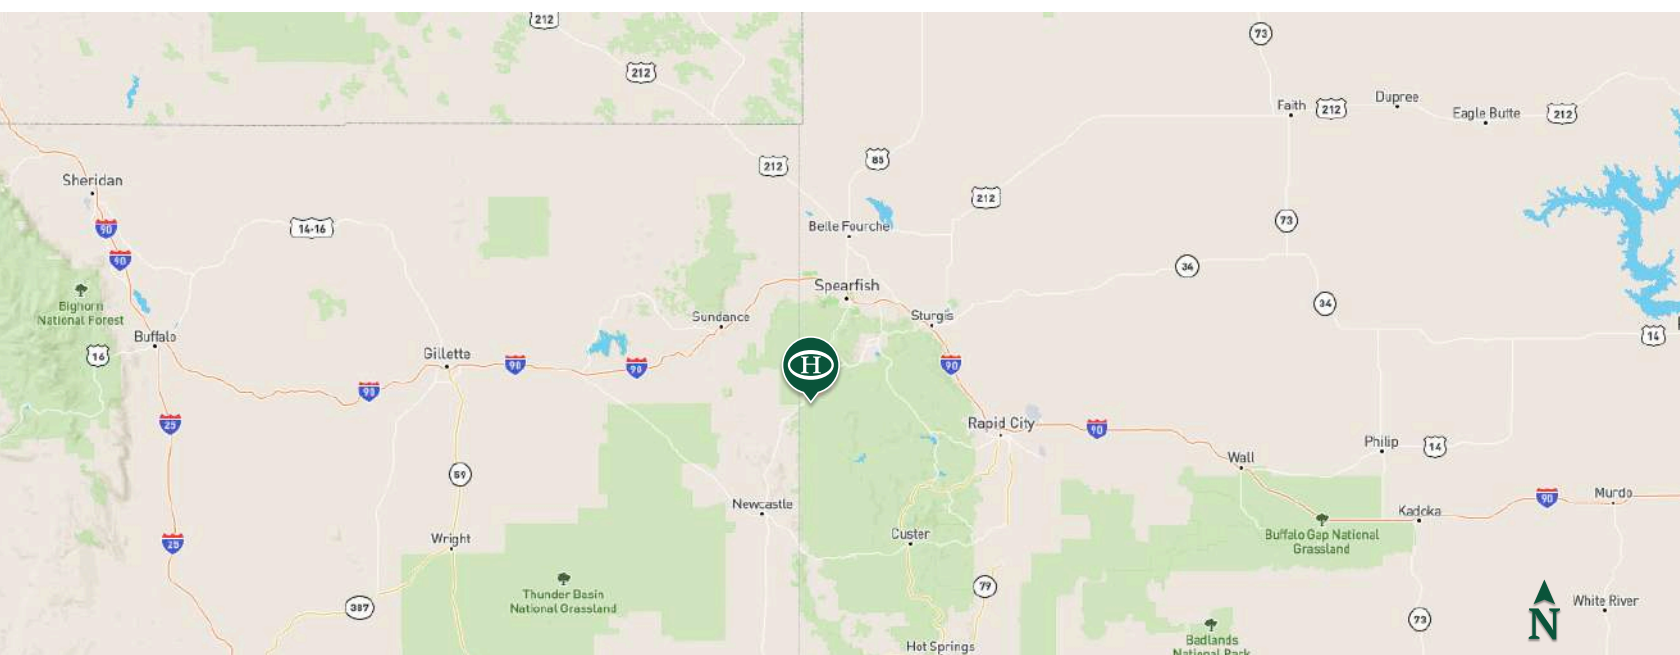 212
73
212
Faith
212
Dupree
Eagle Butte
212
85
212
Sheridan
212
73
90
14-16
Belle Fourche
90
34
Spearfish
Bighorn
National Forest
34
Sundance
Sturgis
Buffalo
14
16
Gillette
90
90
H
90
90
25
Rapid City
90
Philip
14
Wall
59
Newcastle
90
Murdo
Kadoka
25
Wright
Custer
Buffalo Gap National
Grassland
79
Thunder Basin
National Grassland
387
White River
73
N
Badlands
National Park
Hot Springs